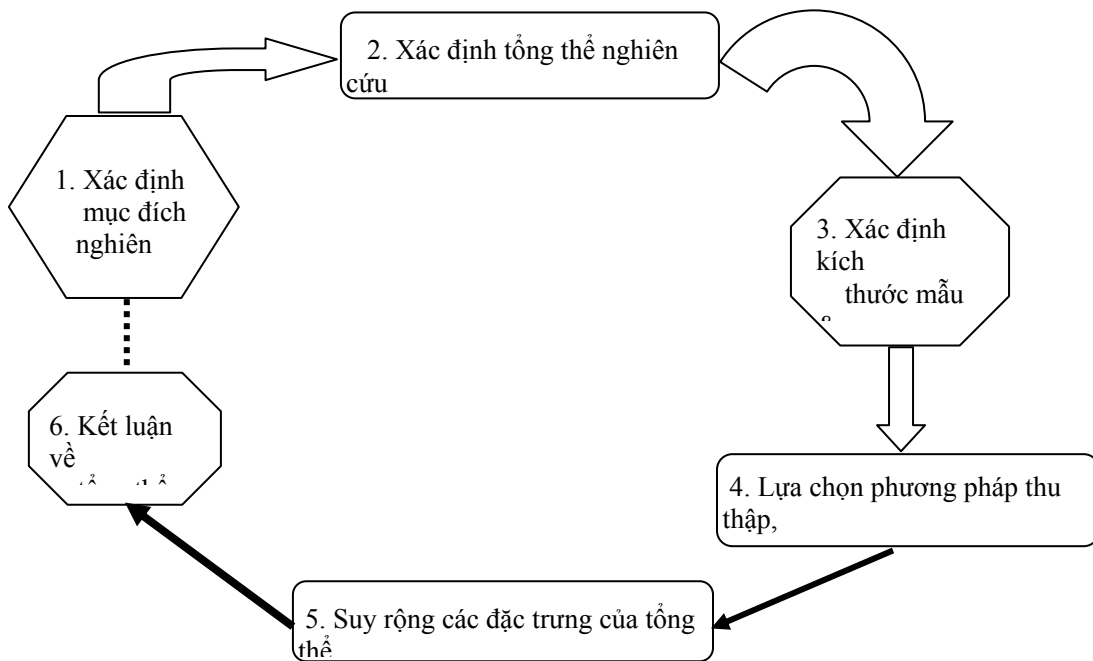 1. Xác định
mục đích
nghiên
2. Xác định tổng thể nghiên
cứu
3. Xác định
kích
thước mẫu
4. Lựa chọn phương pháp thu
thập,
5. Suy rộng các đặc trưng của tổng
thể
6. Kết luận
về